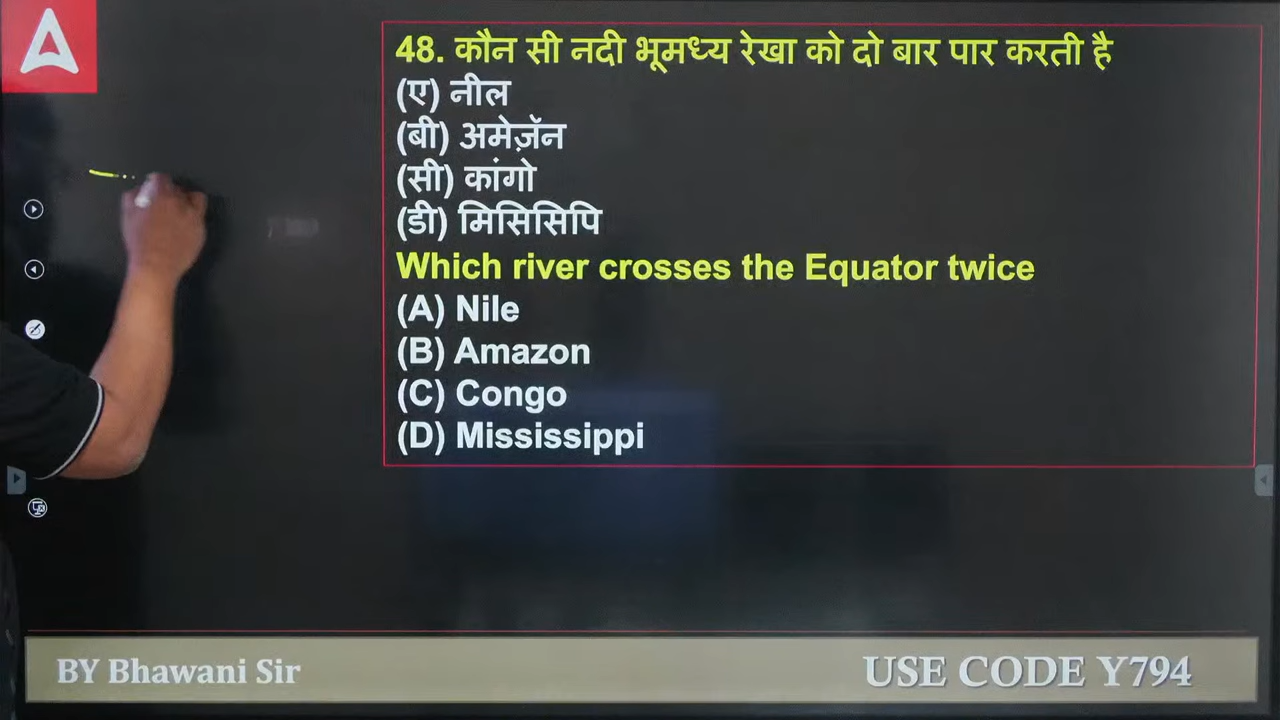 48. कौन सी नदी भूमध्य रेखा को दो बार पार करती है
(ए) नील
(बी) अमेज़ॅन
(सी) कांगो
(डी) मिसिसिपि
Which river crosses the Equator twice
(A) Nile
(B) Amazon
(C) Congo
(D) Mississippi
BY Bhawani Sir
USE CODE Y794